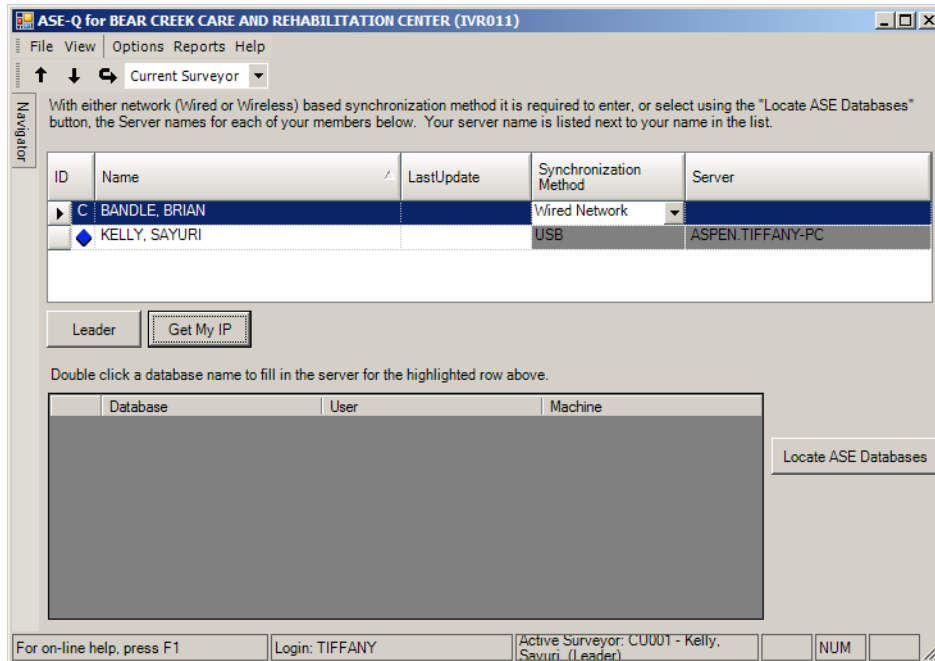 ASE-Q for BEAR CREEK CARE AND REHABILITATION CENTER (IVR011)
File View Options Reports Help
Current Surveyor
Navigator
With either network (Wired or Wireless) based synchronization method it is required to enter, or select using the "Locate ASE Databases"
button, the Server names for each of your members below. Your server name is listed next to your name in the list.
ID Name LastUpdate Synchronization Method Server
C BANDLE, BRIAN Wired Network
KELLY, SAYURI USB ASPEN.TIFFANY-PC
Leader Get My IP
Double click a database name to fill in the server for the highlighted row above.
Database User Machine
Locate ASE Databases
For on-line help, press F1 Login: TIFFANY Active Surveyor: CU001 - Kelly, Sayuri (Leader) NUM